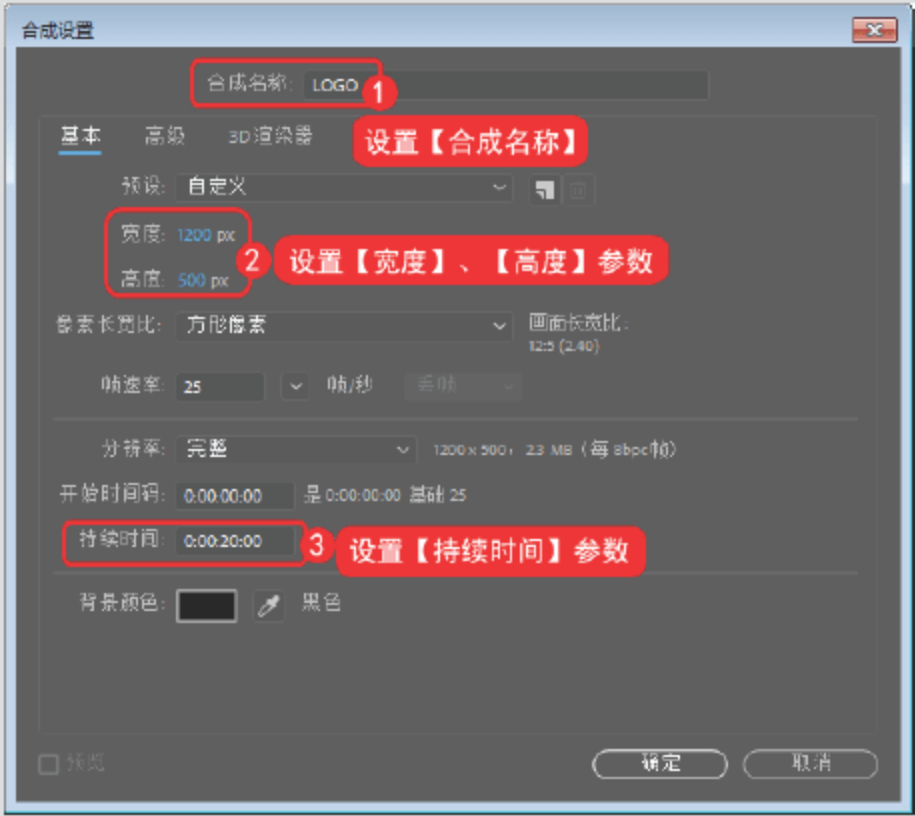 合成设置
合成名称: LOGO
1
设置【合成名称】
基本 高级 3D渲染器
预设: 自定义
宽度: 1200 px
2 设置【宽度】、【高度】参数
高度: 500 px
像素长宽比: 方形像素 画面长宽比:
12:5 (2.40)
帧速率: 25 帧/秒 丢帧
分辨率: 完整 1200 x 500, 2.3 MB (每 8bpc帧)
开始时间码: 0:00:00:00 是 0:00:00:00 基础 25
持续时间: 0:00:20:00 3 设置【持续时间】参数
背景颜色: 黑色
预览 确定 取消